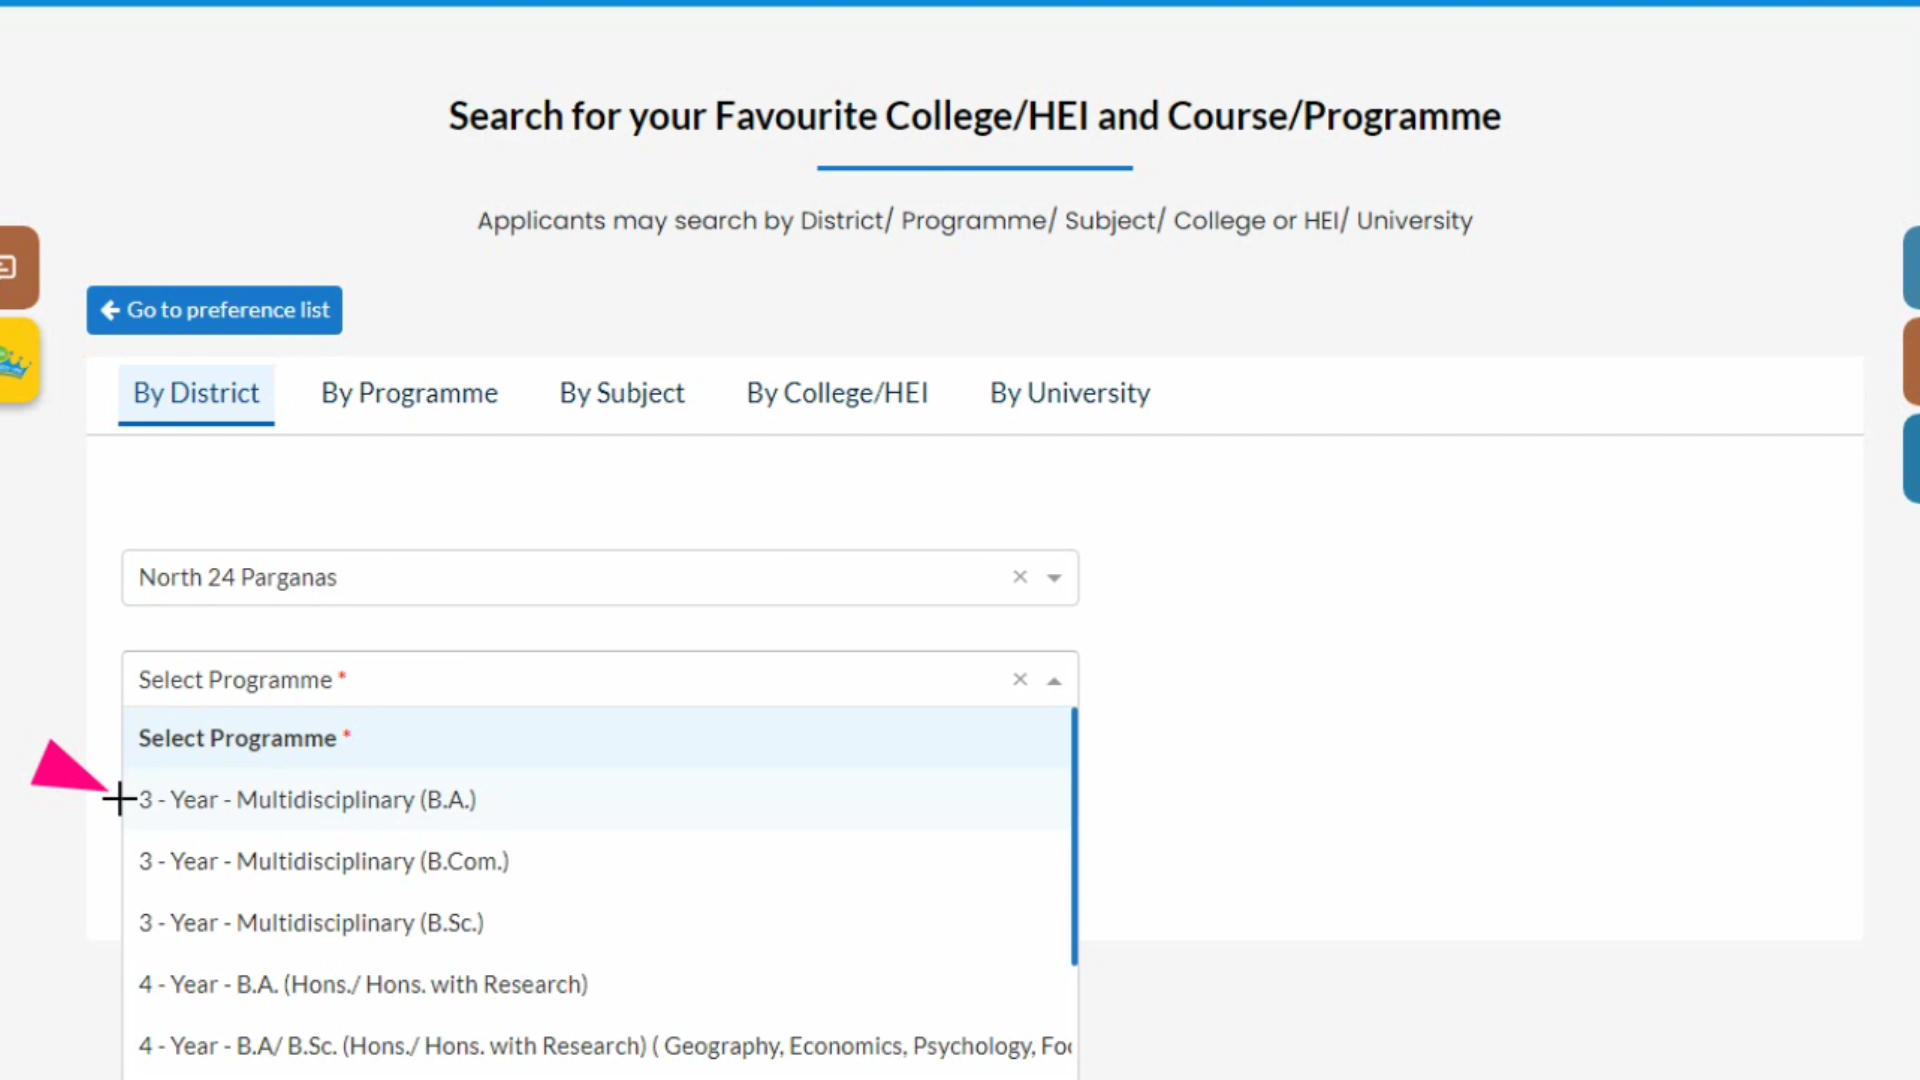 Search for your Favourite College/HEI and Course/Programme
Applicants may search by District/ Programme/ Subject/ College or HEI/ University
Go to preference list
By District By Programme By Subject By College/HEI By University
North 24 Parganas
Select Programme *
Select Programme *
3 - Year - Multidisciplinary (B.A.)
3 - Year - Multidisciplinary (B.Com.)
3 - Year - Multidisciplinary (B.Sc.)
4 - Year - B.A. (Hons./ Hons. with Research)
4 - Year - B.A/ B.Sc. (Hons./ Hons. with Research) ( Geography, Economics, Psychology,